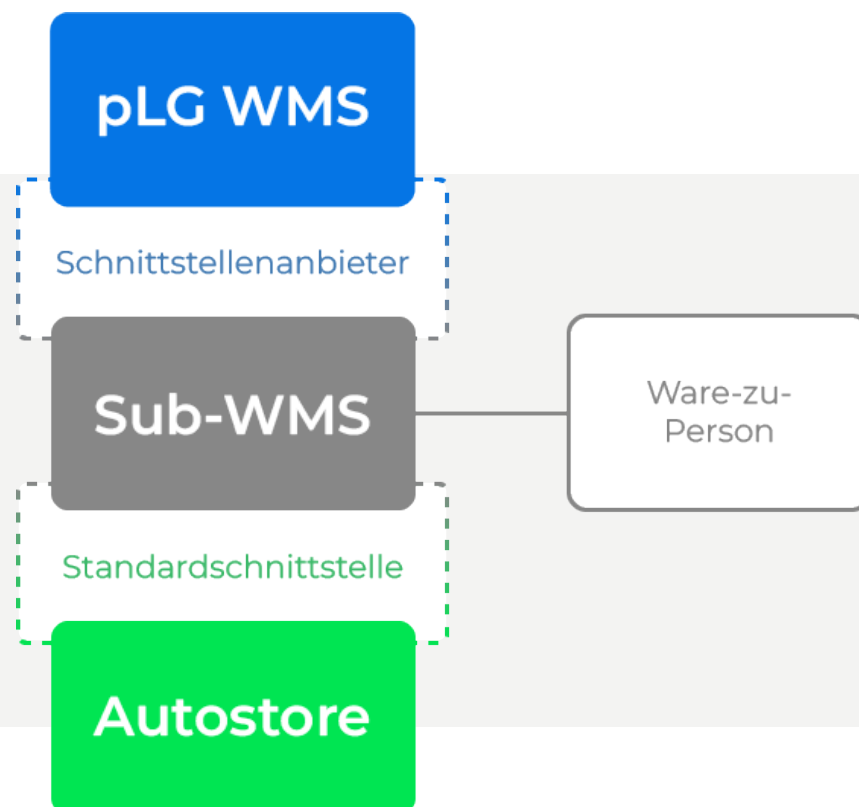 pLG WMS
Schnittstellenanbieter
Sub-WMS
Ware-zu-
Person
Standardschnittstelle
Autostore